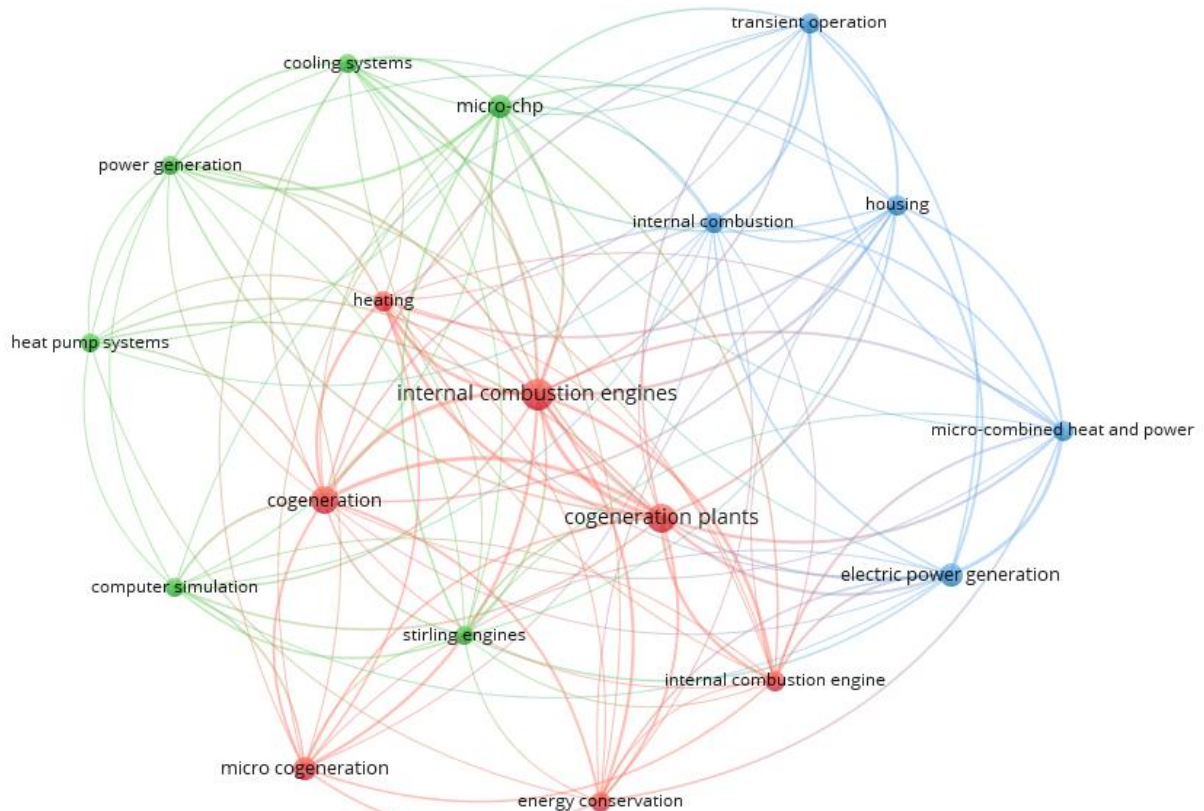 transient operation
cooling systems
micro-chp
power generation
housing
internal combustion
heating
heat pump systems
internal combustion engines
micro-combined heat and power
cogeneration
cogeneration plants
electric power generation
computer simulation
stirling engines
internal combustion engine
micro cogeneration
energy conservation